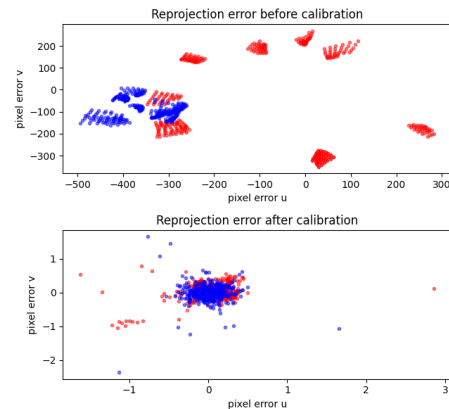 Reprojection error before calibration
200
100
0
−100
−200
−300
pixel error v
−500 −400 −300 −200 −100 0 100 200 300
pixel error u
Reprojection error after calibration
1
0
−1
−2
pixel error v
−1 0 1 2 3
pixel error u